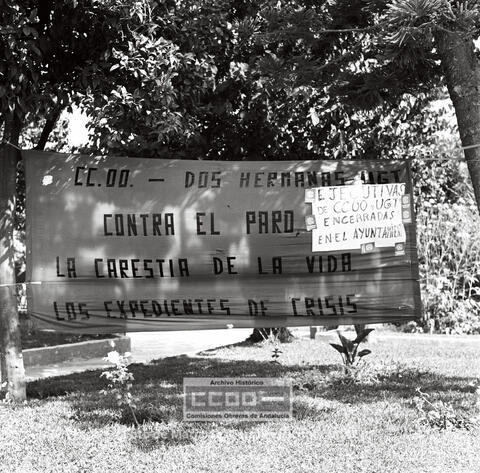 CC.OO. — DOS HERMANAS UGT
CONTRA EL PARO.
LA CARESTIA DE LA VIDA
LOS EXPEDIENTES DE CRISIS
EJECUTIVAS
DE CCOO Y UGT
ENCERRADAS
EN EL AYUNTAMIENTO
Archivo Histórico
CCOO
Comisiones Obreras de Andalucía